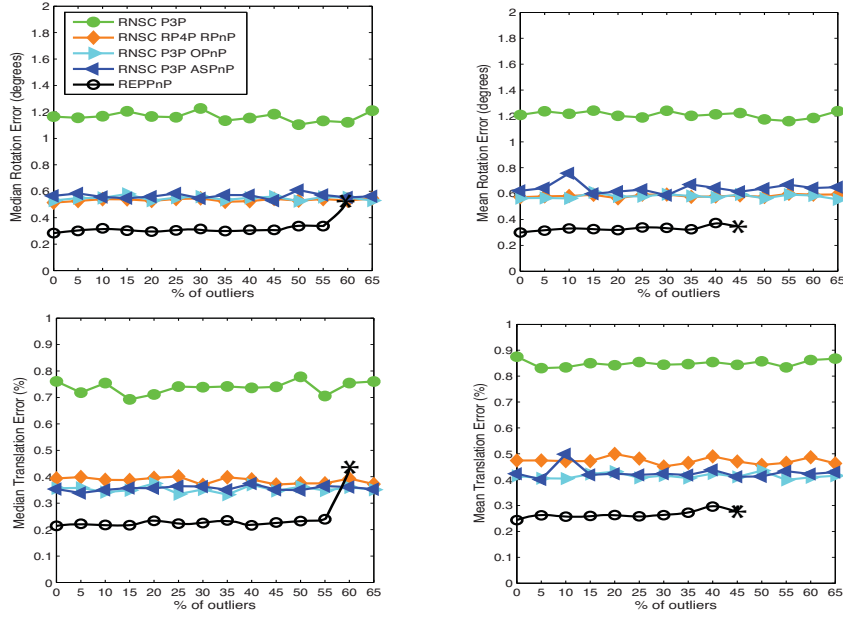 2
1.8
1.6
1.4
1.2
1
0.8
0.6
0.4
0.2
0
Median Rotation Error (degrees)
RNSC P3P
RNSC RP4P RPnP
RNSC P3P OPnP
RNSC P3P ASPnP
REPPnP
0 5 10 15 20 25 30 35 40 45 50 55 60 65
% of outliers
2
1.8
1.6
1.4
1.2
1
0.8
0.6
0.4
0.2
0
Mean Rotation Error (degrees)
0 5 10 15 20 25 30 35 40 45 50 55 60 65
% of outliers
1
0.9
0.8
0.7
0.6
0.5
0.4
0.3
0.2
0.1
0
Median Translation Error (%)
0 5 10 15 20 25 30 35 40 45 50 55 60 65
% of outliers
1
0.9
0.8
0.7
0.6
0.5
0.4
0.3
0.2
0.1
0
Mean Translation Error (%)
0 5 10 15 20 25 30 35 40 45 50 55 60 65
% of outliers